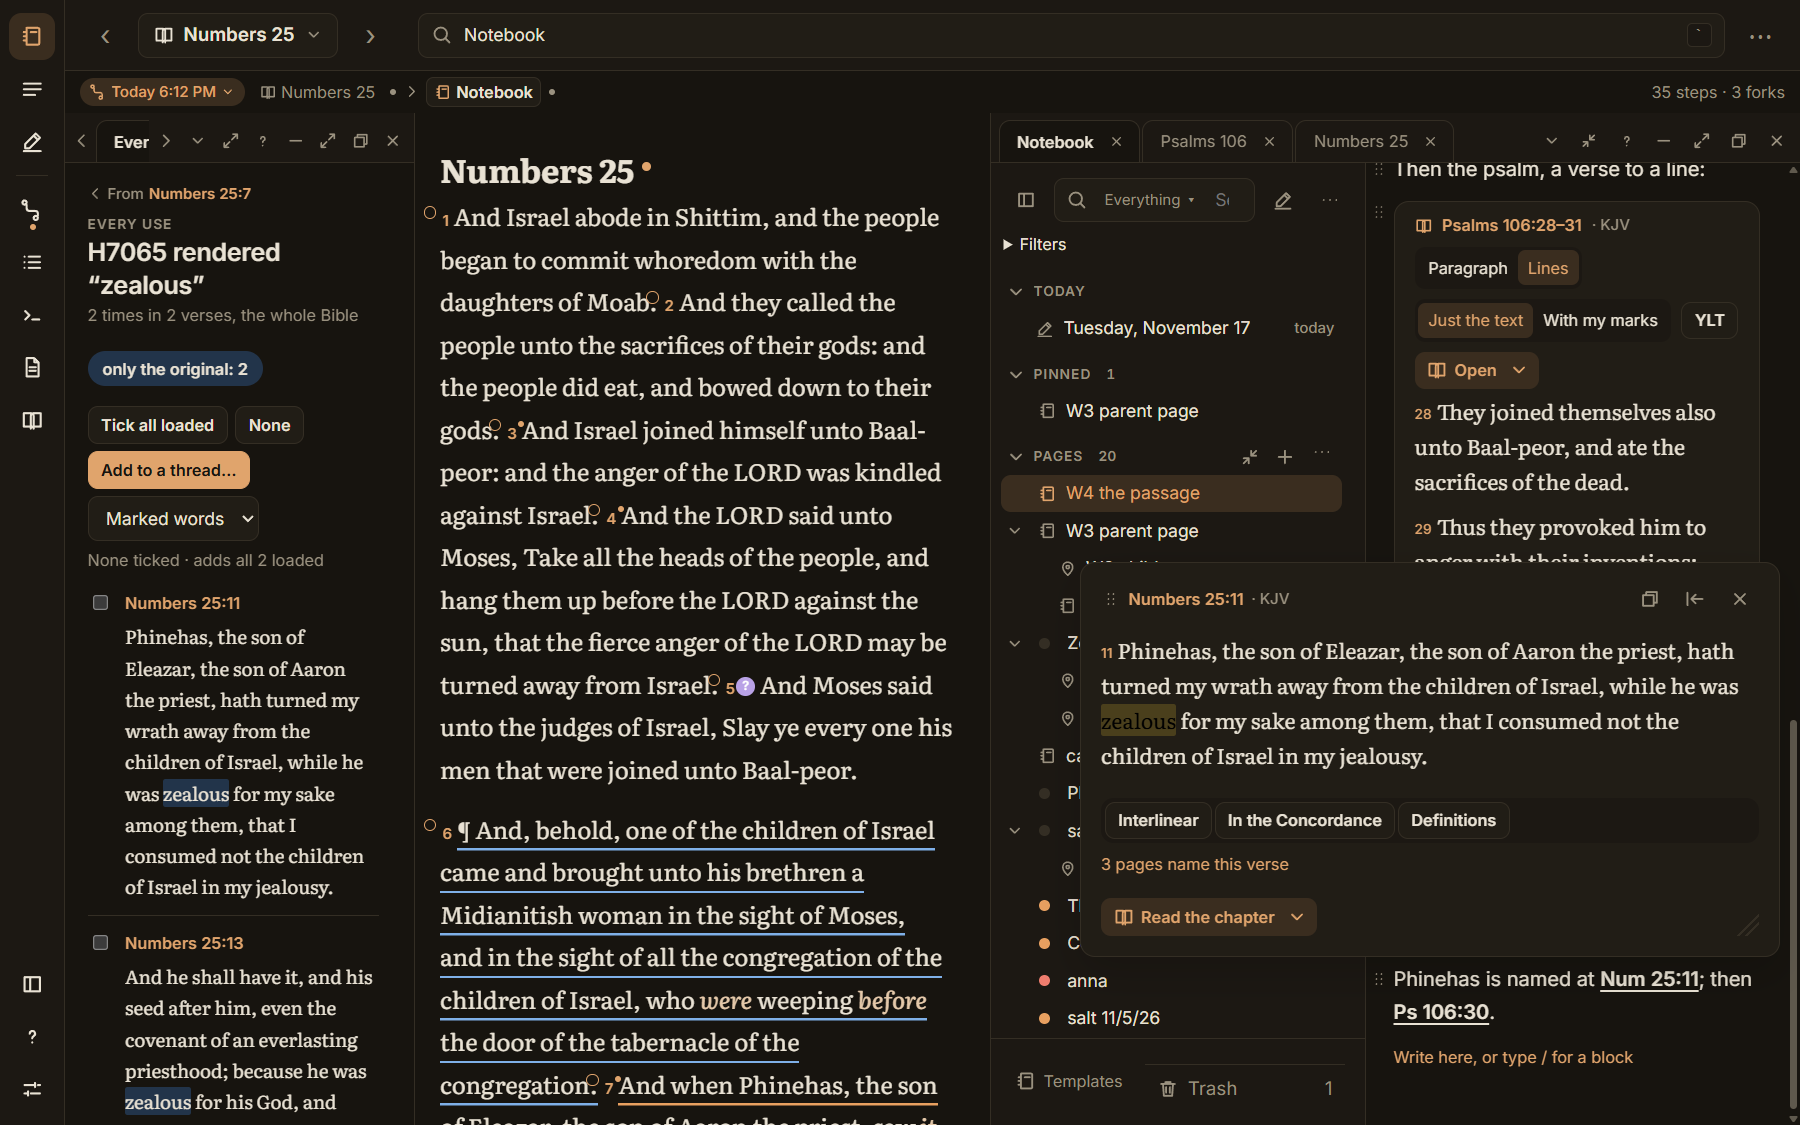 Numbers 25
Notebook
`
Today 6:12 PM
Numbers 25
Notebook
35 steps · 3 forks
Ever
From Numbers 25:7
EVERY USE
H7065 rendered
“zealous”
2 times in 2 verses, the whole Bible
only the original: 2
Tick all loaded
None
Add to a thread…
Marked words
None ticked · adds all 2 loaded
Numbers 25:11
Phinehas, the son of
Eleazar, the son of Aaron
the priest, hath turned my
wrath away from the
children of Israel, while he
was zealous for my sake
among them, that I
consumed not the children
of Israel in my jealousy.
Numbers 25:13
And he shall have it, and his
seed after him, even the
covenant of an everlasting
priesthood; because he was
zealous for his God, and
Numbers 25
1 And Israel abode in Shittim, and the people
began to commit whoredom with the
daughters of Moab. 2 And they called the
people unto the sacrifices of their gods: and
the people did eat, and bowed down to their
gods. 3 And Israel joined himself unto Baal-
peor: and the anger of the LORD was kindled
against Israel. 4 And the LORD said unto
Moses, Take all the heads of the people, and
hang them up before the LORD against the
sun, that the fierce anger of the LORD may be
turned away from Israel. 5 ? And Moses said
unto the judges of Israel, Slay ye every one his
men that were joined unto Baal-peor.
6 ¶ And, behold, one of the children of Israel
came and brought unto his brethren a
Midianitish woman in the sight of Moses,
and in the sight of all the congregation of the
children of Israel, who were weeping before
the door of the tabernacle of the
congregation. 7 And when Phinehas, the son
of Eleazar, the son of Aaron the priest, saw it
Notebook
Psalms 106
Numbers 25
Everything
Filters
TODAY
Tuesday, November 17 today
PINNED 1
W3 parent page
PAGES 20
W4 the passage
W3 parent page
anna
salt 11/5/26
Templates
Trash 1
Then the psalm, a verse to a line:
Psalms 106:28–31 · KJV
Paragraph
Lines
Just the text
With my marks
YLT
Open
28 They joined themselves also
unto Baal-peor, and ate the
sacrifices of the dead.
29 Thus they provoked him to
anger with their inventions:
Numbers 25:11 · KJV
11 Phinehas, the son of Eleazar, the son of Aaron the priest, hath
turned my wrath away from the children of Israel, while he was
zealous for my sake among them, that I consumed not the
children of Israel in my jealousy.
Interlinear
In the Concordance
Definitions
3 pages name this verse
Read the chapter
Phinehas is named at Num 25:11; then
Ps 106:30.
Write here, or type / for a block